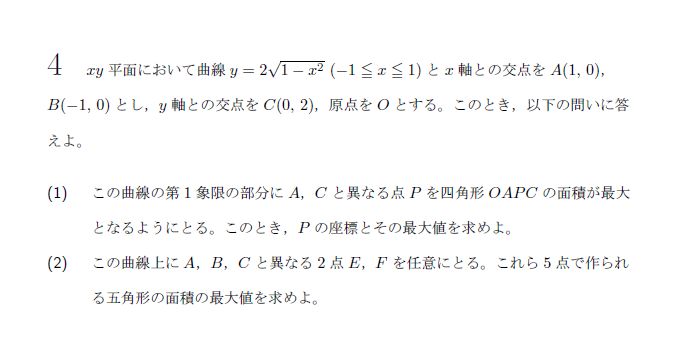 4 xy 平面において曲線 y = 2√(1 − x²) (−1 ≦ x ≦ 1) と x 軸との交点を A(1, 0),
B(−1, 0) とし，y 軸との交点を C(0, 2)，原点を O とする。このとき，以下の問いに答
えよ。
(1) この曲線の第 1 象限の部分に A，C と異なる点 P を四角形 OAPC の面積が最大
となるようにとる。このとき，P の座標とその最大値を求めよ。
(2) この曲線上に A，B，C と異なる 2 点 E，F を任意にとる。これら 5 点で作られ
る五角形の面積の最大値を求めよ。